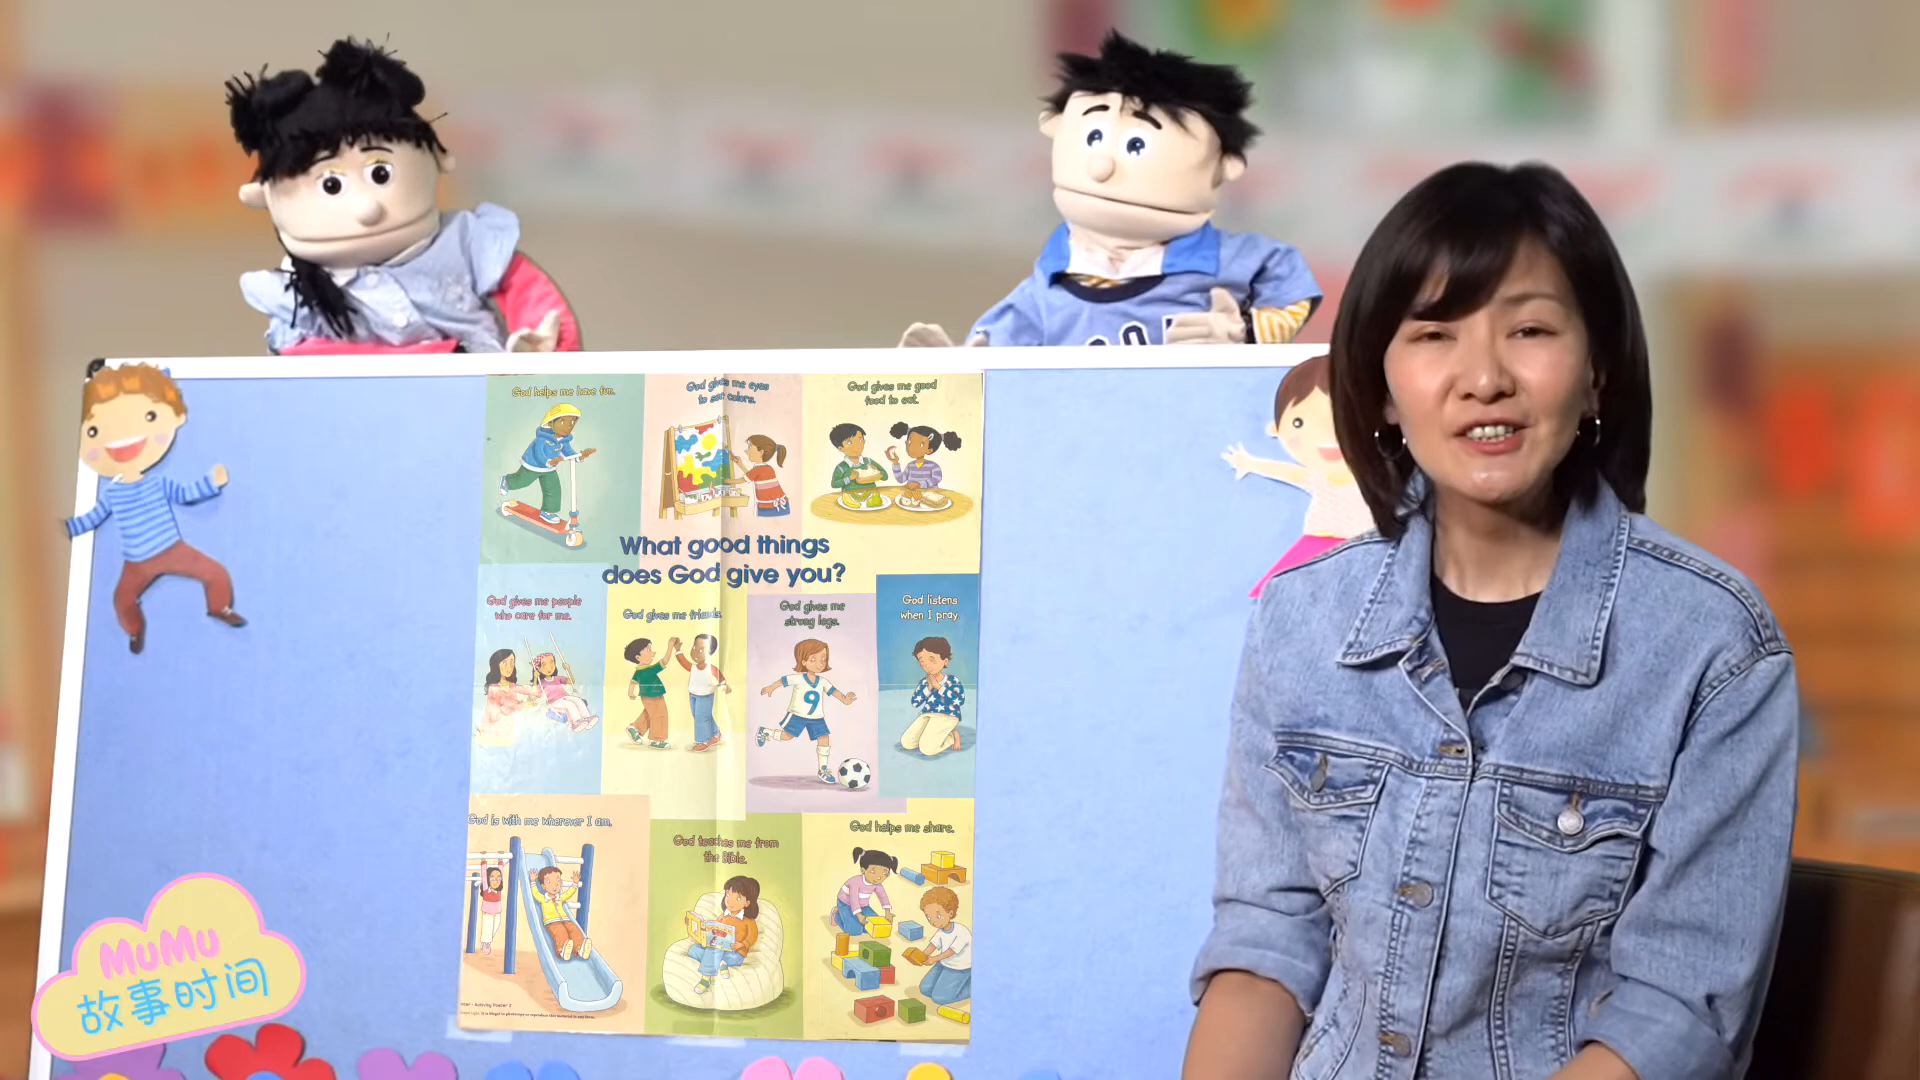 God helps me have fun.
God gives me eyes
to see colors.
God gives me good
food to eat.
What good things
does God give you?
God gives me people
who care for me.
God gives me friends.
God gives me
strong legs.
9
God listens
when I pray.
God is with me wherever I am.
God teaches me from
the Bible.
God helps me share.
MuMu
故事时间